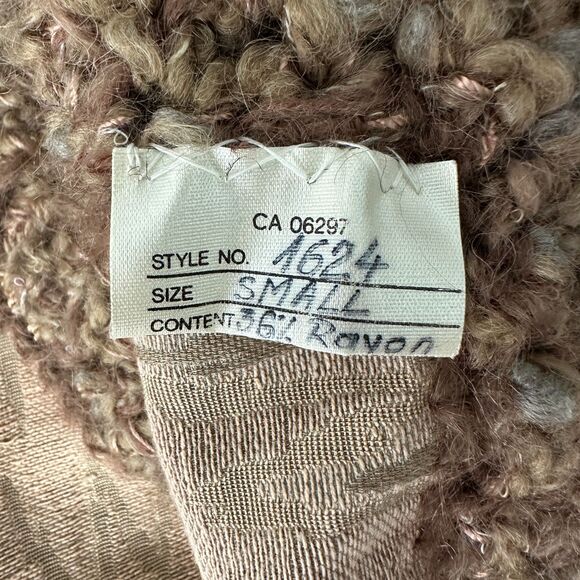 CA 06297
STYLE NO. 1624
SIZE SMALL
CONTENT 36% Rayon